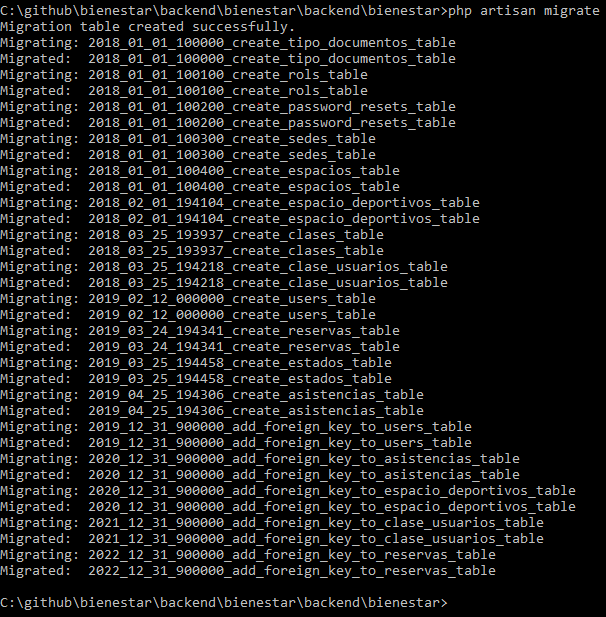 C:\github\bienestar\backend\bienestar\backend\bienestar>php artisan migrate
Migration table created successfully.
Migrating: 2018_01_01_100000_create_tipo_documentos_table
Migrated:  2018_01_01_100000_create_tipo_documentos_table
Migrating: 2018_01_01_100100_create_rols_table
Migrated:  2018_01_01_100100_create_rols_table
Migrating: 2018_01_01_100200_create_password_resets_table
Migrated:  2018_01_01_100200_create_password_resets_table
Migrating: 2018_01_01_100300_create_sedes_table
Migrated:  2018_01_01_100300_create_sedes_table
Migrating: 2018_01_01_100400_create_espacios_table
Migrated:  2018_01_01_100400_create_espacios_table
Migrating: 2018_02_01_194104_create_espacio_deportivos_table
Migrated:  2018_02_01_194104_create_espacio_deportivos_table
Migrating: 2018_03_25_193937_create_clases_table
Migrated:  2018_03_25_193937_create_clases_table
Migrating: 2018_03_25_194218_create_clase_usuarios_table
Migrated:  2018_03_25_194218_create_clase_usuarios_table
Migrating: 2019_02_12_000000_create_users_table
Migrated:  2019_02_12_000000_create_users_table
Migrating: 2019_03_24_194341_create_reservas_table
Migrated:  2019_03_24_194341_create_reservas_table
Migrating: 2019_03_25_194458_create_estados_table
Migrated:  2019_03_25_194458_create_estados_table
Migrating: 2019_04_25_194306_create_asistencias_table
Migrated:  2019_04_25_194306_create_asistencias_table
Migrating: 2019_12_31_900000_add_foreign_key_to_users_table
Migrated:  2019_12_31_900000_add_foreign_key_to_users_table
Migrating: 2020_12_31_900000_add_foreign_key_to_asistencias_table
Migrated:  2020_12_31_900000_add_foreign_key_to_asistencias_table
Migrating: 2020_12_31_900000_add_foreign_key_to_espacio_deportivos_table
Migrated:  2020_12_31_900000_add_foreign_key_to_espacio_deportivos_table
Migrating: 2021_12_31_900000_add_foreign_key_to_clase_usuarios_table
Migrated:  2021_12_31_900000_add_foreign_key_to_clase_usuarios_table
Migrating: 2022_12_31_900000_add_foreign_key_to_reservas_table
Migrated:  2022_12_31_900000_add_foreign_key_to_reservas_table
C:\github\bienestar\backend\bienestar\backend\bienestar>